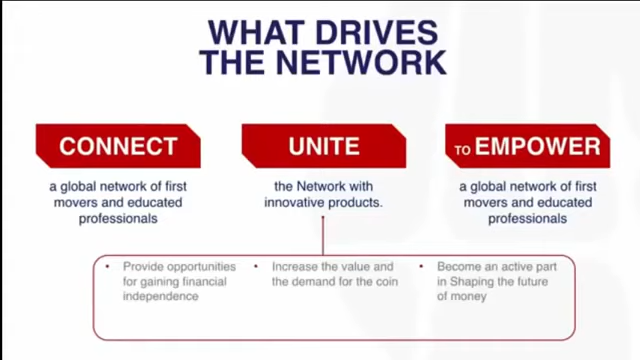 WHAT DRIVES
THE NETWORK
CONNECT
a global network of first
movers and educated
professionals
UNITE
the Network with
innovative products.
TO EMPOWER
a global network of first
movers and educated
professionals
• Provide opportunities
for gaining financial
independence
• Increase the value and
the demand for the coin
• Become an active part
in Shaping the future
of money